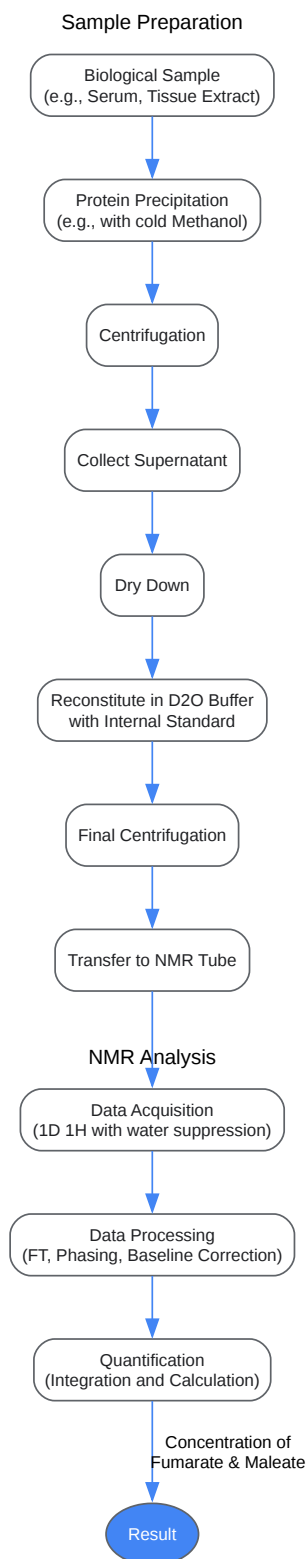 Sample Preparation
Biological Sample
(e.g., Serum, Tissue Extract)
Protein Precipitation
(e.g., with cold Methanol)
Centrifugation
Collect Supernatant
Dry Down
Reconstitute in D2O Buffer
with Internal Standard
Final Centrifugation
Transfer to NMR Tube
NMR Analysis
Data Acquisition
(1D 1H with water suppression)
Data Processing
(FT, Phasing, Baseline Correction)
Quantification
(Integration and Calculation)
Concentration of
Fumarate & Maleate
Result